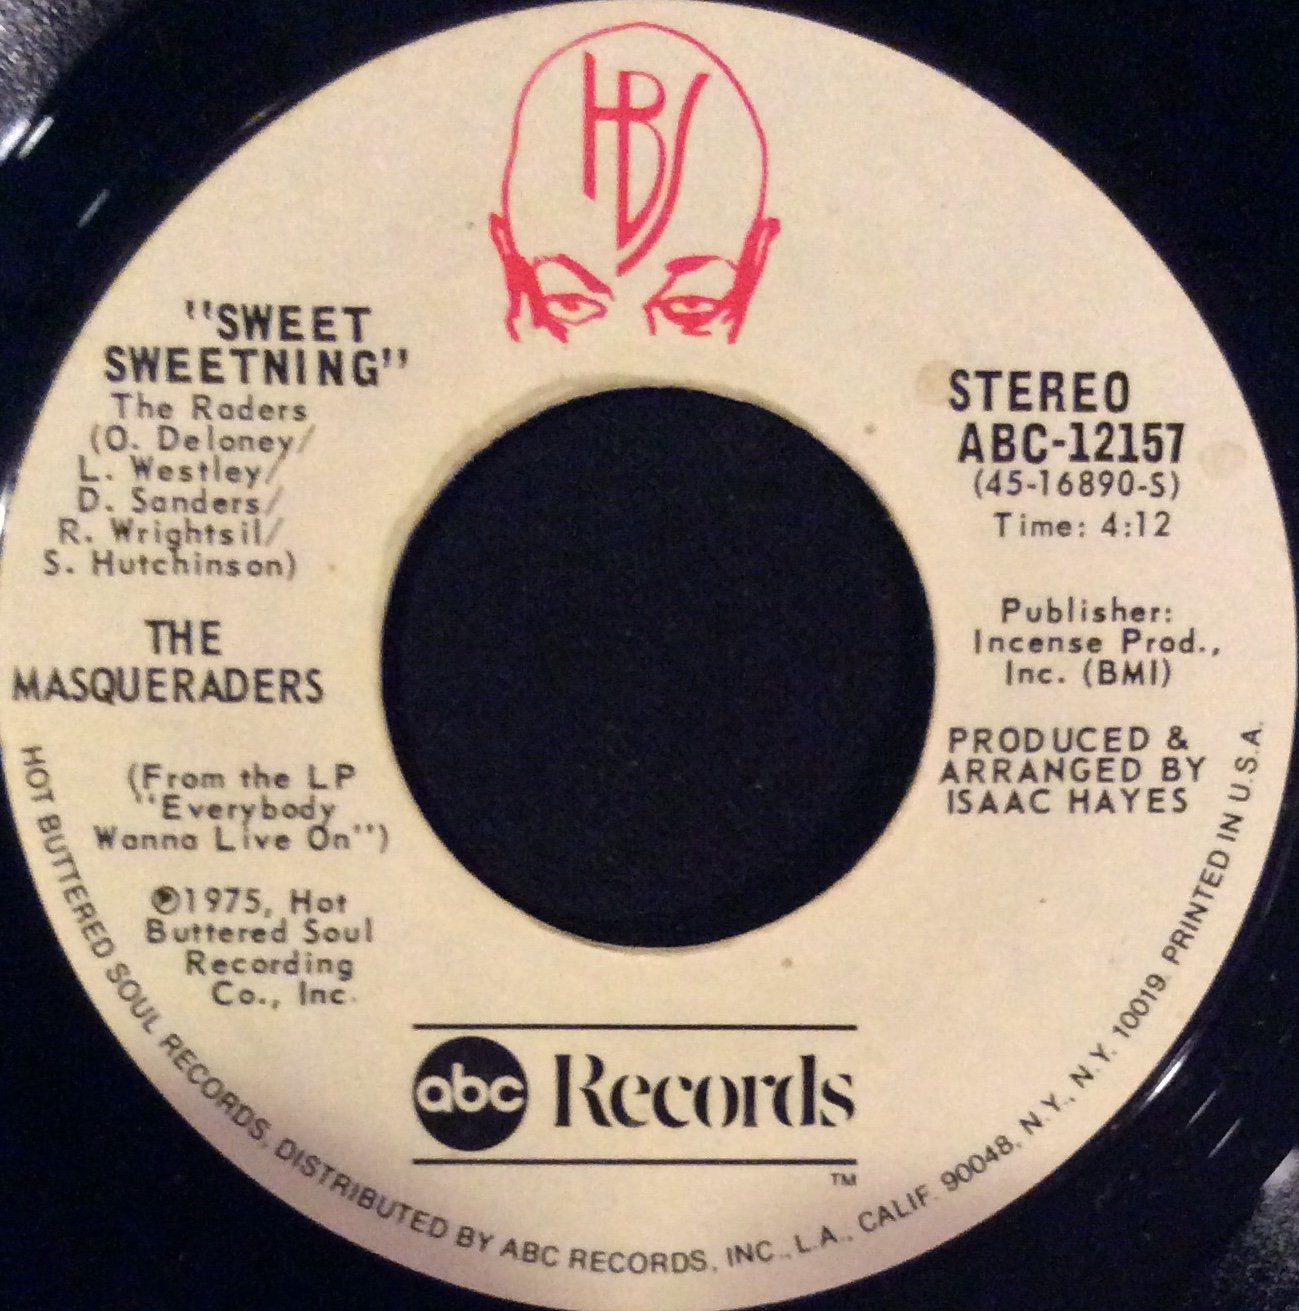 HBS
"SWEET
SWEETNING"
The Raders
(O. Deloney/
L. Westley/
D. Sanders/
R. Wrightsil/
S. Hutchinson)
THE
MASQUERADERS
(From the LP
"Everybody
Wanna Live On")
℗1975, Hot
Buttered Soul
Recording
Co., Inc.
STEREO
ABC-12157
(45-16890-S)
Time: 4:12
Publisher:
Incense Prod.,
Inc. (BMI)
PRODUCED &
ARRANGED BY
ISAAC HAYES
abc Records
TM
HOT BUTTERED SOUL RECORDS, DISTRIBUTED BY ABC RECORDS, INC., L.A., CALIF. 90048, N.Y., N.Y. 10019. PRINTED IN U.S.A.